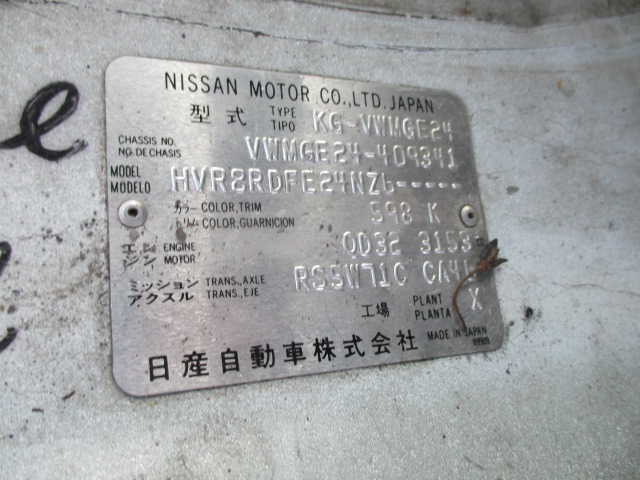 NISSAN MOTOR CO.,LTD. JAPAN
型式 TYPE TIPO KG-VWMGE24
CHASSIS NO. NO.DE CHASIS VWMGE24-409341
MODEL MODELO HVR8RDFE24NZ6-----
カラー COLOR,TRIM
トリム COLOR,GUARNICION 598 K
エンジン ENGINE MOTOR QD32 3153
ミッション TRANS.,AXLE
アクスル TRANS.,EJE RS5W71C CA41
工場 PLANT PLANTA X
日産自動車株式会社 MADE IN JAPAN